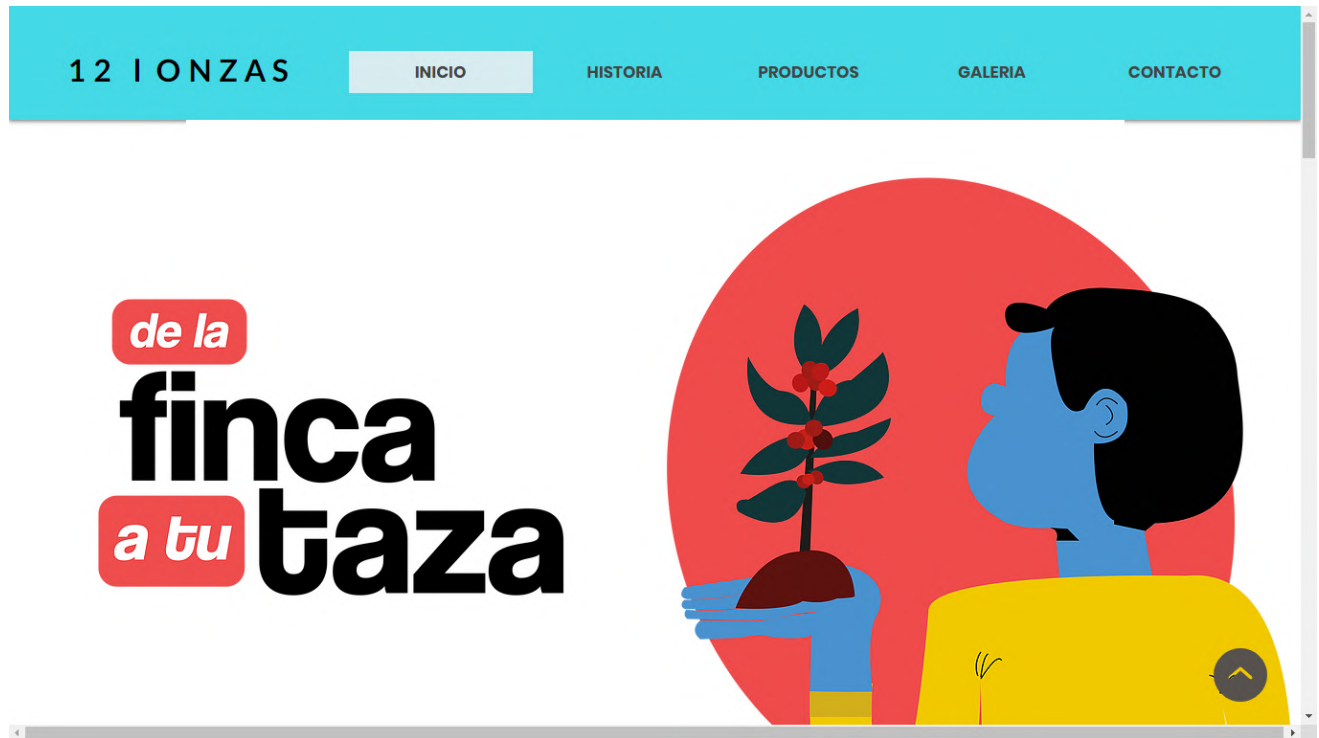 12 | ONZAS
INICIO HISTORIA PRODUCTOS GALERIA CONTACTO
de la
finca
a tu taza